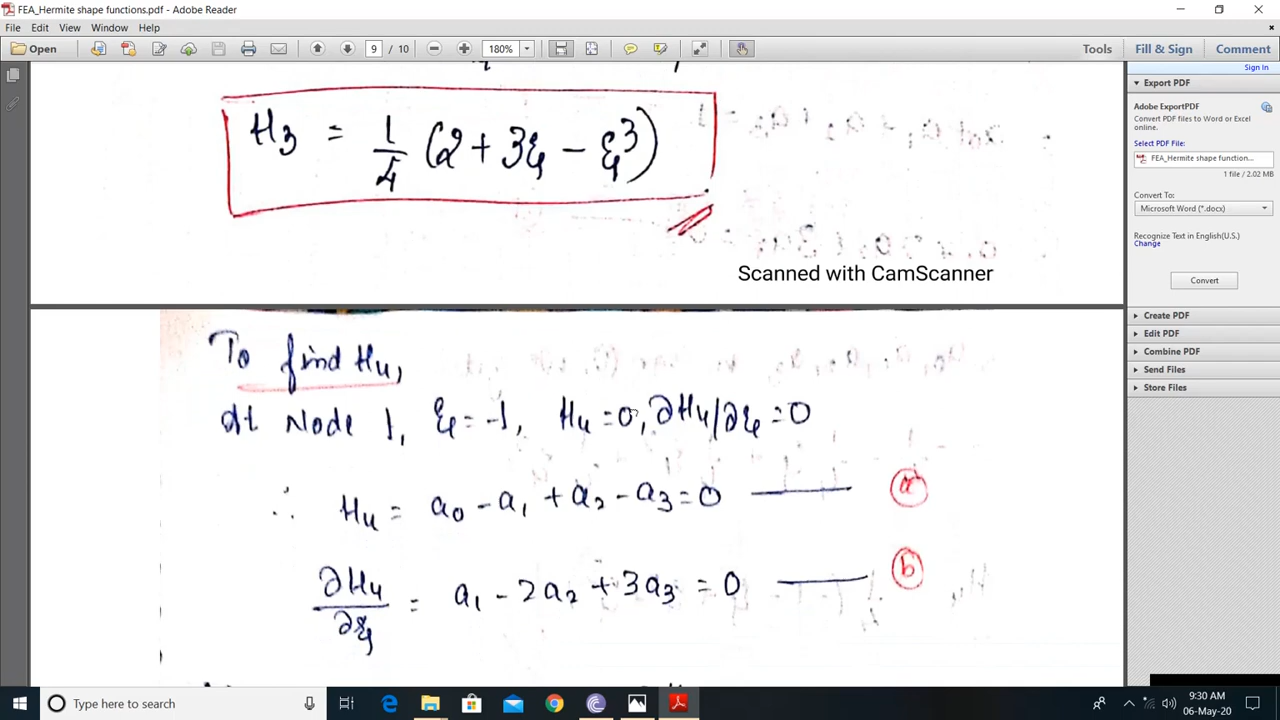 FEA_Hermite shape functions.pdf - Adobe Reader
File Edit View Window Help
Open 9 / 10 180% Tools Fill & Sign Comment
Sign In
Export PDF
Adobe ExportPDF
Convert PDF files to Word or Excel
online.
Select PDF File:
FEA_Hermite shape function...
1 file / 2.02 MB
Convert To:
Microsoft Word (*.docx)
Recognize Text in English(U.S.)
Change
Convert
Create PDF
Edit PDF
Combine PDF
Send Files
Store Files
H₃ = 1/4 (2 + 3ξ - ξ³)
Scanned with CamScanner
To find H₄,
At Node 1, ξ = -1, H₄ = 0, ∂H₄/∂ξ = 0
∴ H₄ = a₀ - a₁ + a₂ - a₃ = 0 —— (a)
∂H₄/∂ξ = a₁ - 2a₂ + 3a₃ = 0 —— (b)
Type here to search
9:30 AM
06-May-20